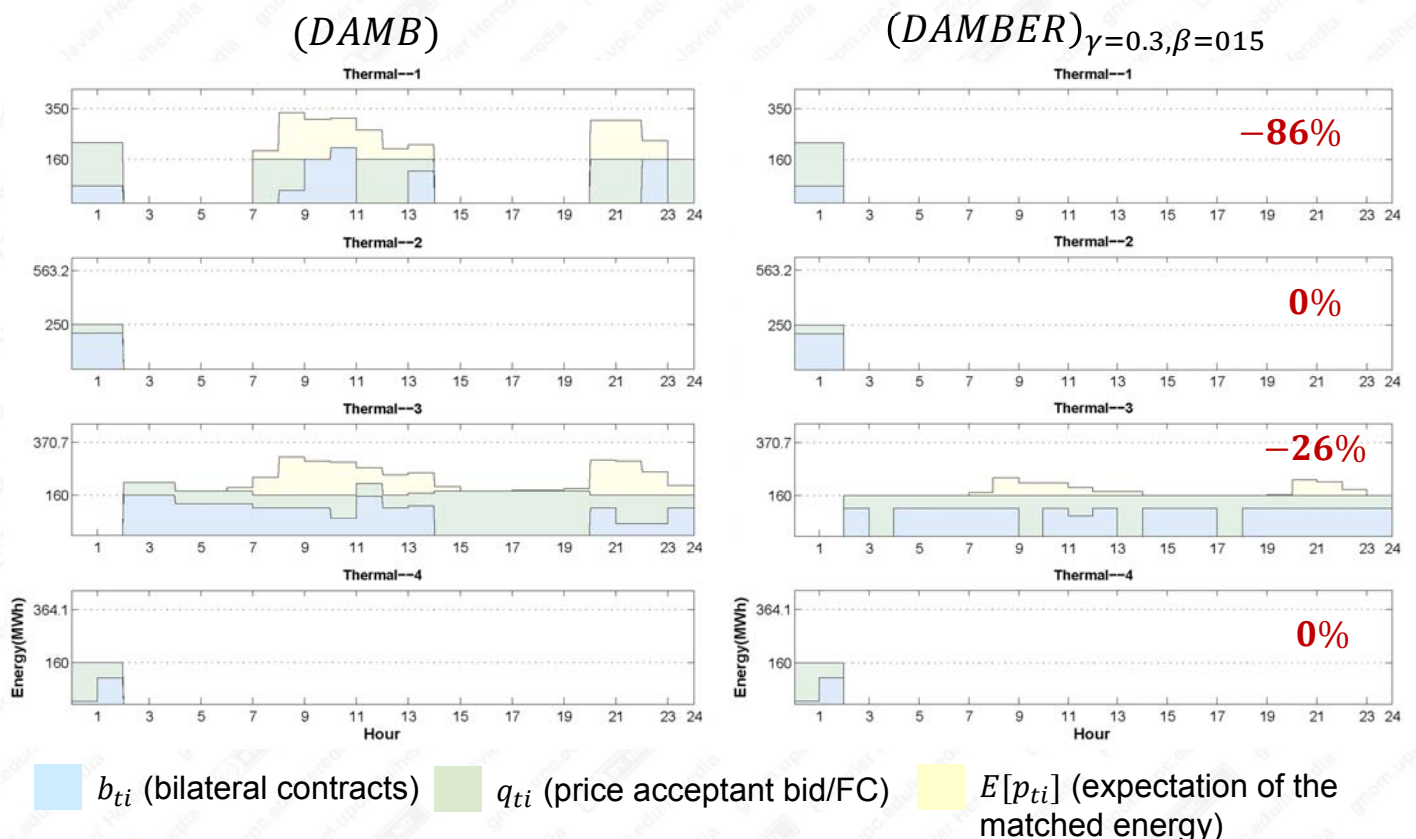 (DAMB)
(DAMBER)γ=0.3,β=015
Thermal--1
350
160
1 3 5 7 9 11 13 15 17 19 21 23 24
Thermal--1
350
160
−86%
1 3 5 7 9 11 13 15 17 19 21 23 24
Thermal--2
563.2
250
1 3 5 7 9 11 13 15 17 19 21 23 24
Thermal--2
563.2
250
0%
1 3 5 7 9 11 13 15 17 19 21 23 24
Thermal--3
370.7
160
1 3 5 7 9 11 13 15 17 19 21 23 24
Thermal--3
370.7
160
−26%
1 3 5 7 9 11 13 15 17 19 21 23 24
Thermal--4
364.1
160
Energy(MWh)
1 3 5 7 9 11 13 15 17 19 21 23 24
Hour
Thermal--4
364.1
160
0%
Energy(MWh)
1 3 5 7 9 11 13 15 17 19 21 23 24
Hour
bti (bilateral contracts)
qti (price acceptant bid/FC)
E[pti] (expectation of the
matched energy)